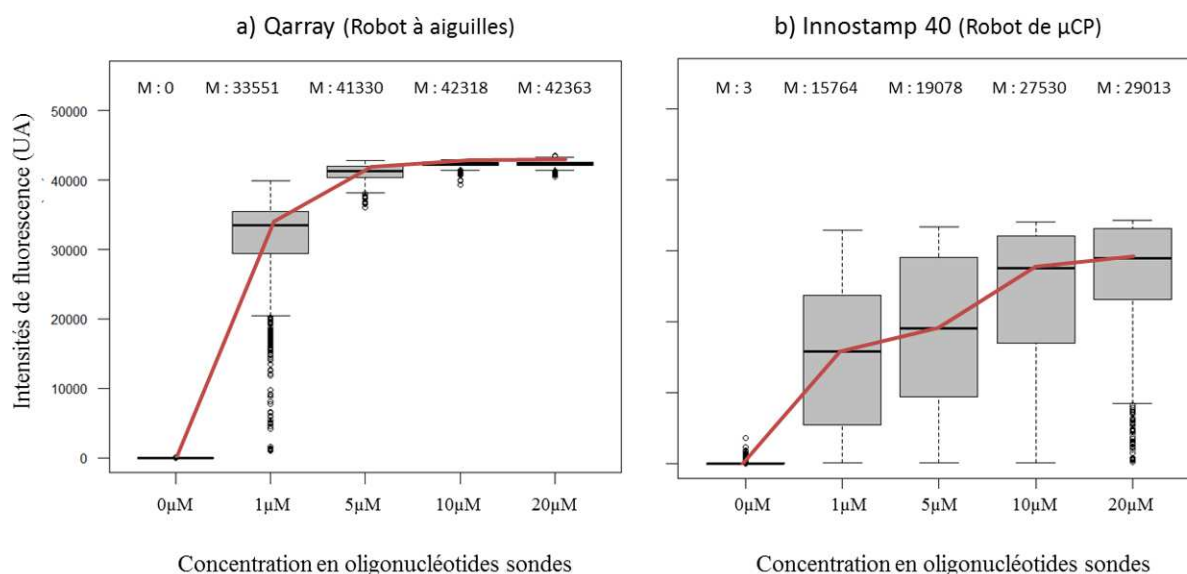 a) Qarray (Robot à aiguilles)
M : 0 M : 33551 M : 41330 M : 42318 M : 42363
Intensités de fluorescence (UA)
50000
40000
30000
20000
10000
0
0µM 1µM 5µM 10µM 20µM
Concentration en oligonucléotides sondes
b) Innostamp 40 (Robot de µCP)
M : 3 M : 15764 M : 19078 M : 27530 M : 29013
0µM 1µM 5µM 10µM 20µM
Concentration en oligonucléotides sondes